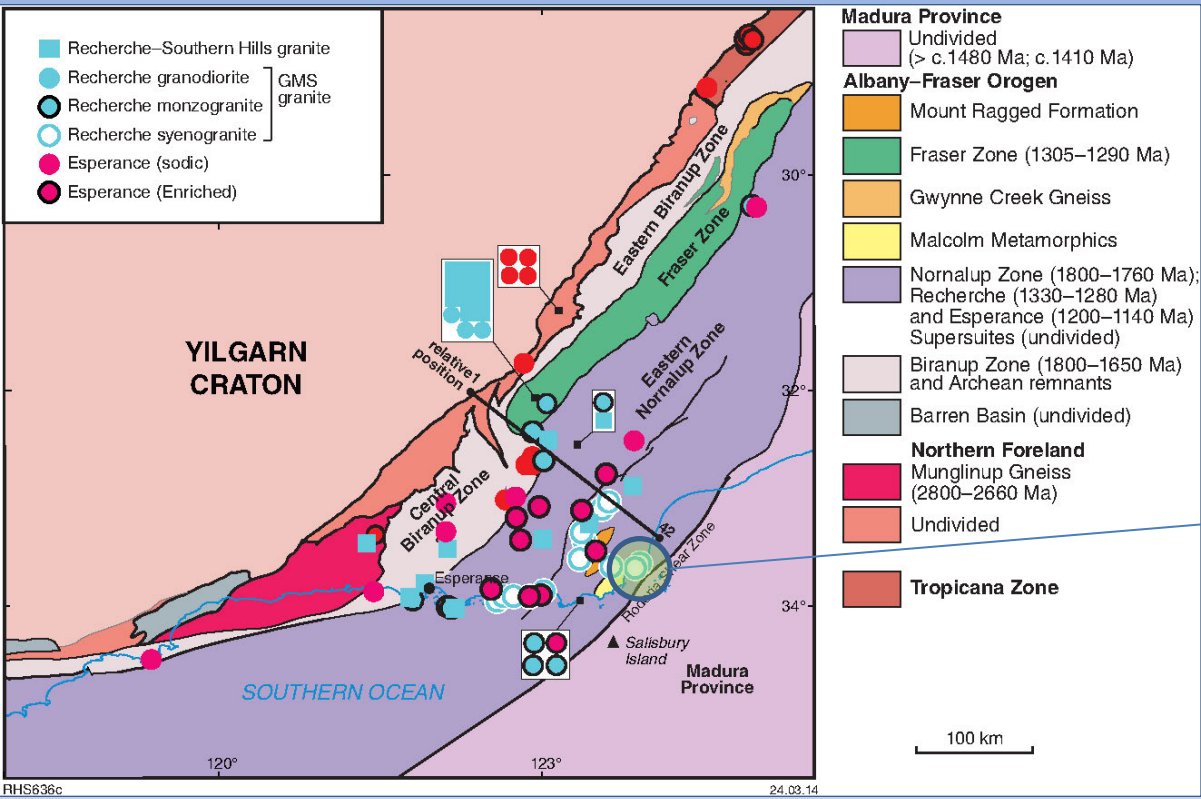 Recherche–Southern Hills granite
Recherche granodiorite
Recherche monzogranite
Recherche syenogranite
GMS
granite
Esperance (sodic)
Esperance (Enriched)
YILGARN
CRATON
relative1
position
Eastern Biranup Zone
Fraser Zone
Eastern
Nornalup Zone
Central
Biranup Zone
Esperance
42
Shear Zone
Salisbury
Island
Madura
Province
SOUTHERN OCEAN
30°
32°
34°
120°
123°
RHS636c
24.03.14
Madura Province
Undivided
(> c.1480 Ma; c.1410 Ma)
Albany–Fraser Orogen
Mount Ragged Formation
Fraser Zone (1305–1290 Ma)
Gwynne Creek Gneiss
Malcolm Metamorphics
Nornalup Zone (1800–1760 Ma);
Recherche (1330–1280 Ma)
and Esperance (1200–1140 Ma)
Supersuites (undivided)
Biranup Zone (1800–1650 Ma)
and Archean remnants
Barren Basin (undivided)
Northern Foreland
Munglinup Gneiss
(2800–2660 Ma)
Undivided
Tropicana Zone
100 km